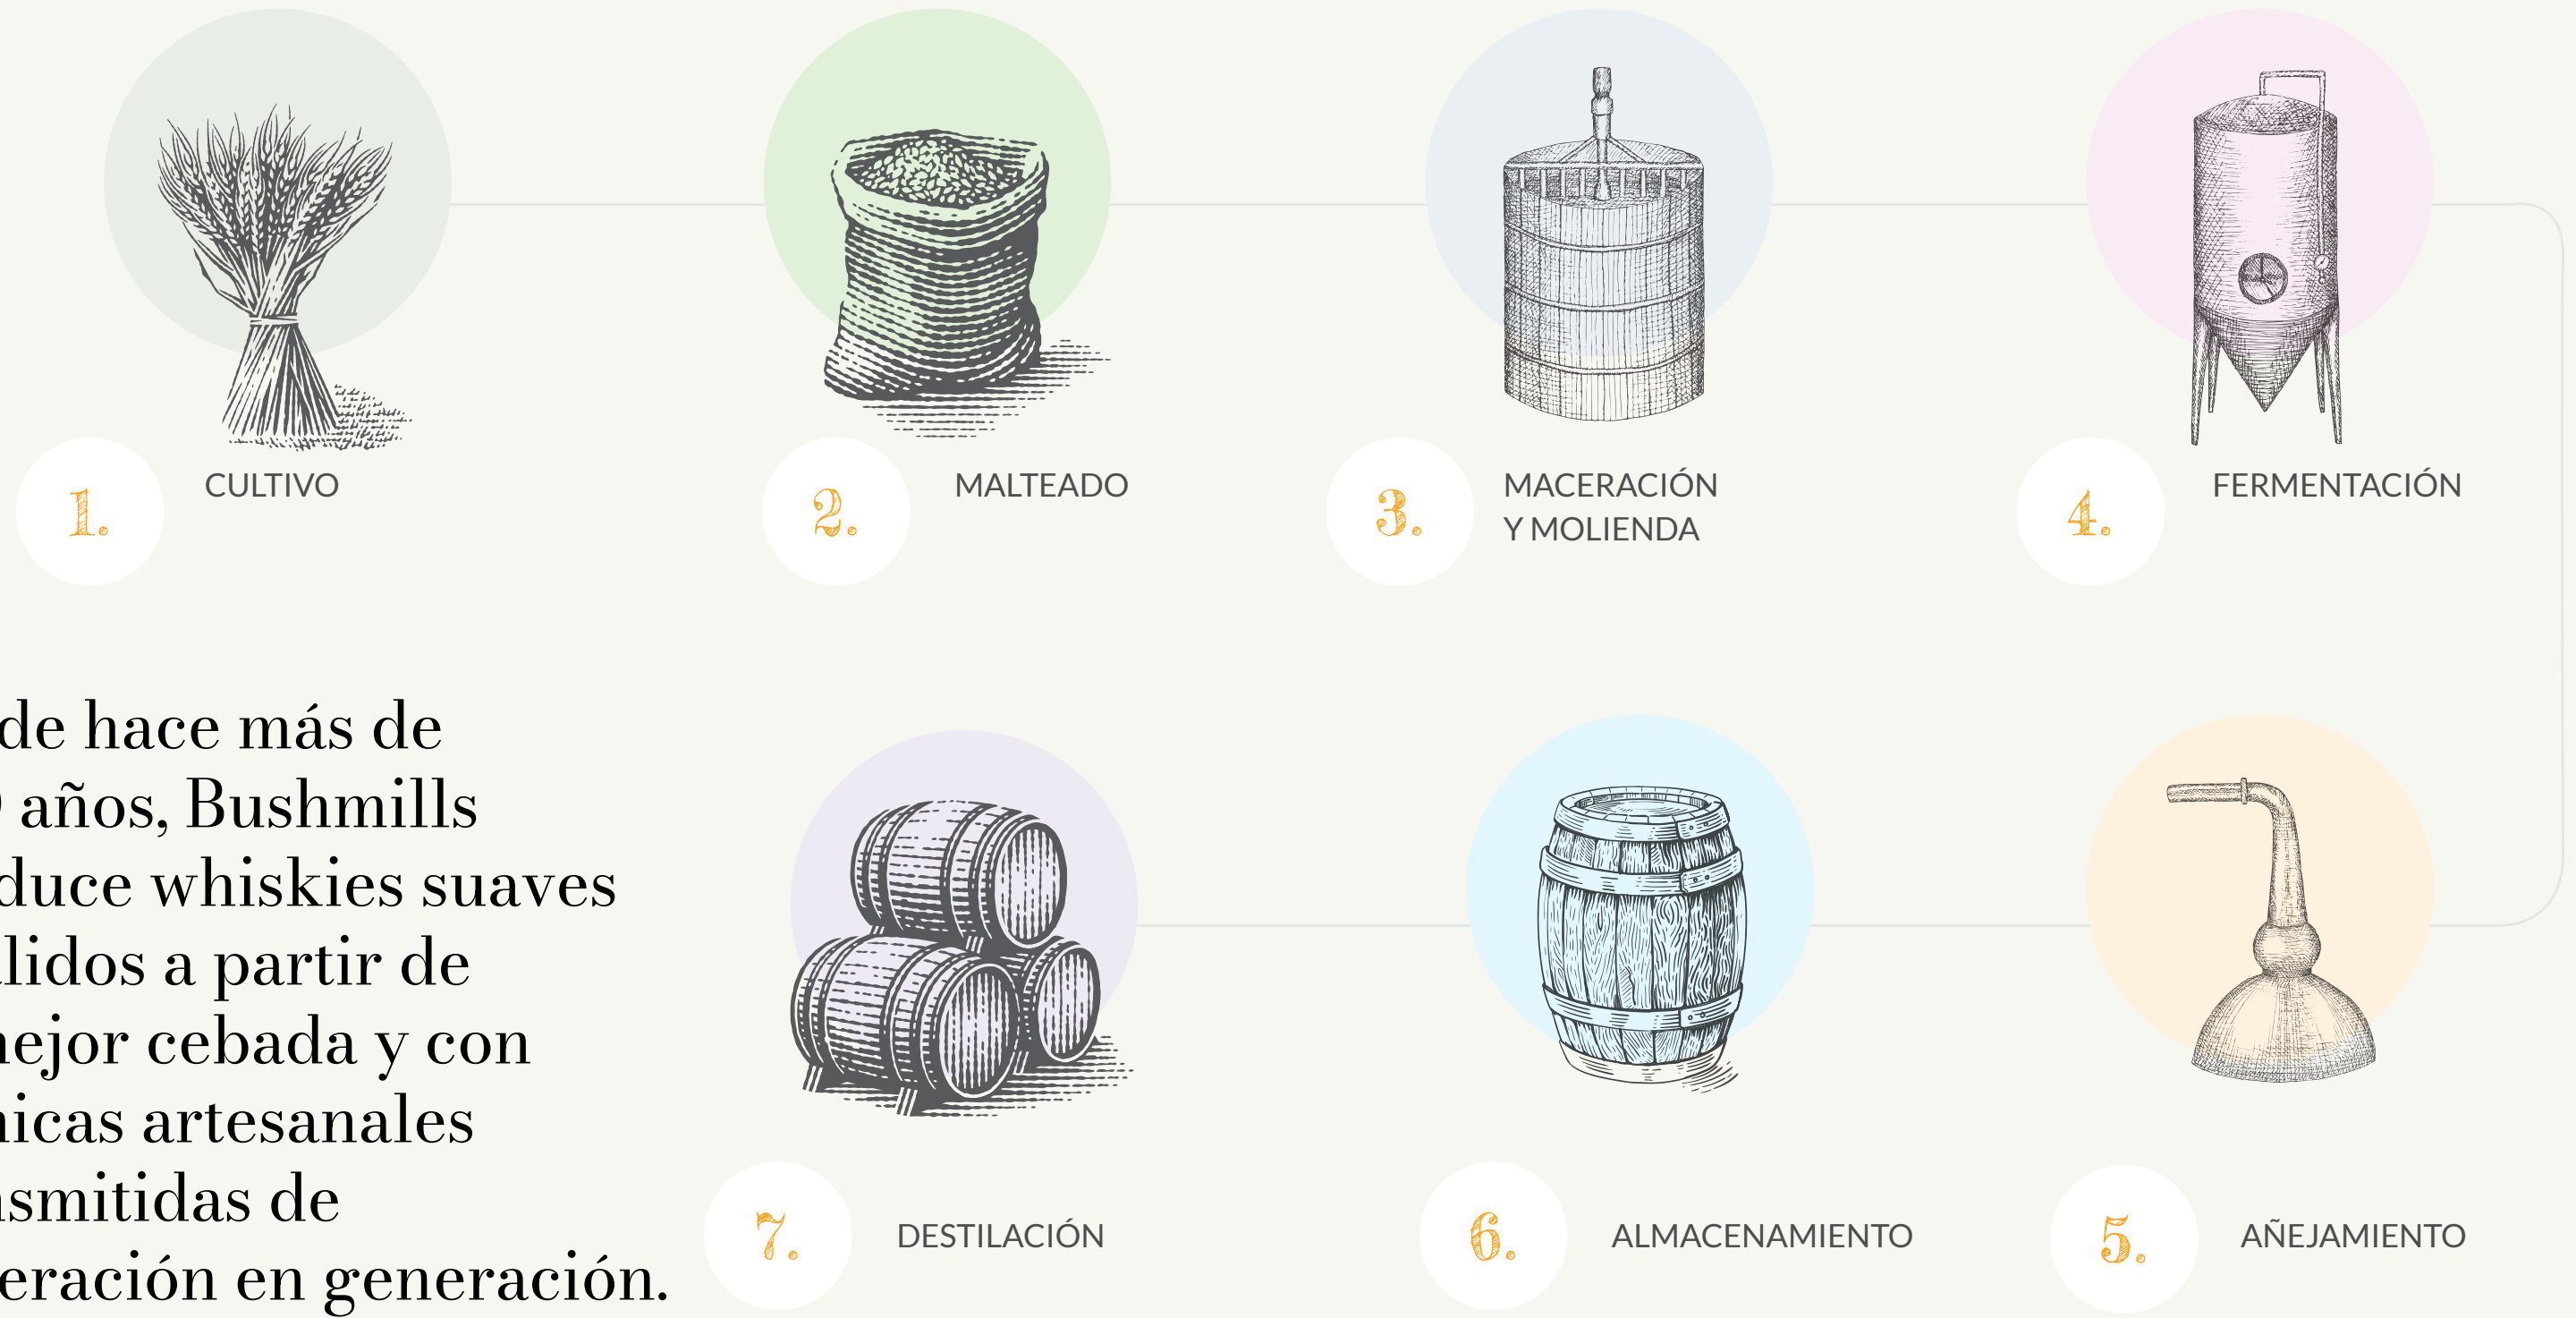 1.
CULTIVO
2.
MALTEADO
3.
MACERACIÓN
Y MOLIENDA
4.
FERMENTACIÓN
de hace más de
años, Bushmills
duce whiskies suaves
lidos a partir de
ejor cebada y con
nicas artesanales
smitidas de
eración en generación.
7.
DESTILACIÓN
6.
ALMACENAMIENTO
5.
AÑEJAMIENTO